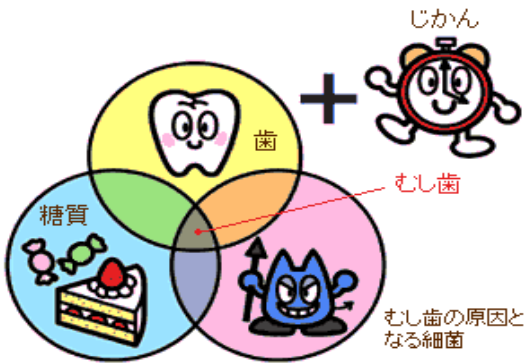 じかん
歯
むし歯
糖質
むし歯の原因と
なる細菌